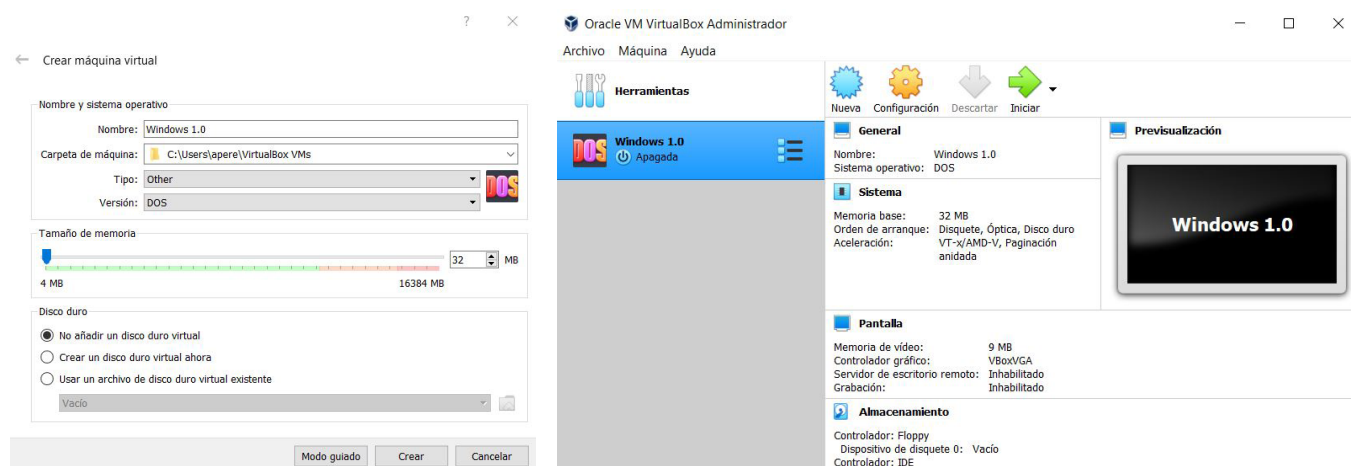 ?
Crear máquina virtual
Nombre y sistema operativo
Nombre: Windows 1.0
Carpeta de máquina: C:\Users\apere\VirtualBox VMs
Tipo: Other
DOS
Versión: DOS
Tamaño de memoria
32 MB
4 MB 16384 MB
Disco duro
No añadir un disco duro virtual
Crear un disco duro virtual ahora
Usar un archivo de disco duro virtual existente
Vacío
Modo guiado Crear Cancelar
Oracle VM VirtualBox Administrador
Archivo Máquina Ayuda
Herramientas
Nueva Configuración Descartar Iniciar
DOS
Windows 1.0
Apagada
General
Nombre: Windows 1.0
Sistema operativo: DOS
Sistema
Memoria base: 32 MB
Orden de arranque: Disquete, Óptica, Disco duro
Aceleración: VT-x/AMD-V, Paginación
anidada
Previsualización
Windows 1.0
Pantalla
Memoria de vídeo: 9 MB
Controlador gráfico: VBoxVGA
Servidor de escritorio remoto: Inhabilitado
Grabación: Inhabilitado
Almacenamiento
Controlador: Floppy
Dispositivo de disquete 0: Vacío
Controlador: IDE